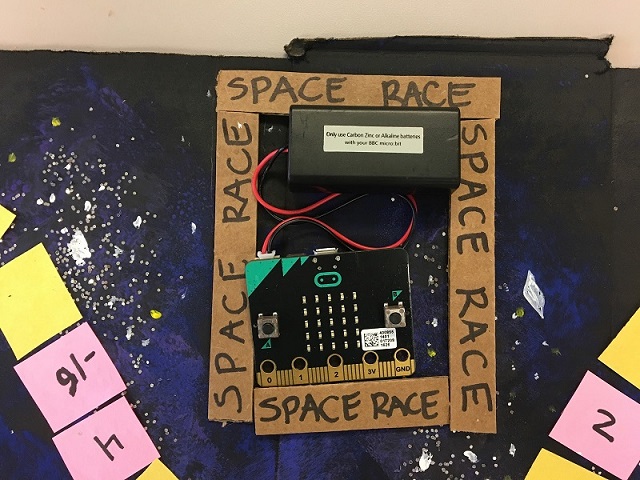 SPACE RACE
Only use Carbon Zinc or Alkaline batteries
with your BBC micro:bit
SPACE RACE
SPACE RACE
0 1 2 3V GND
SPACE RACE
4
2